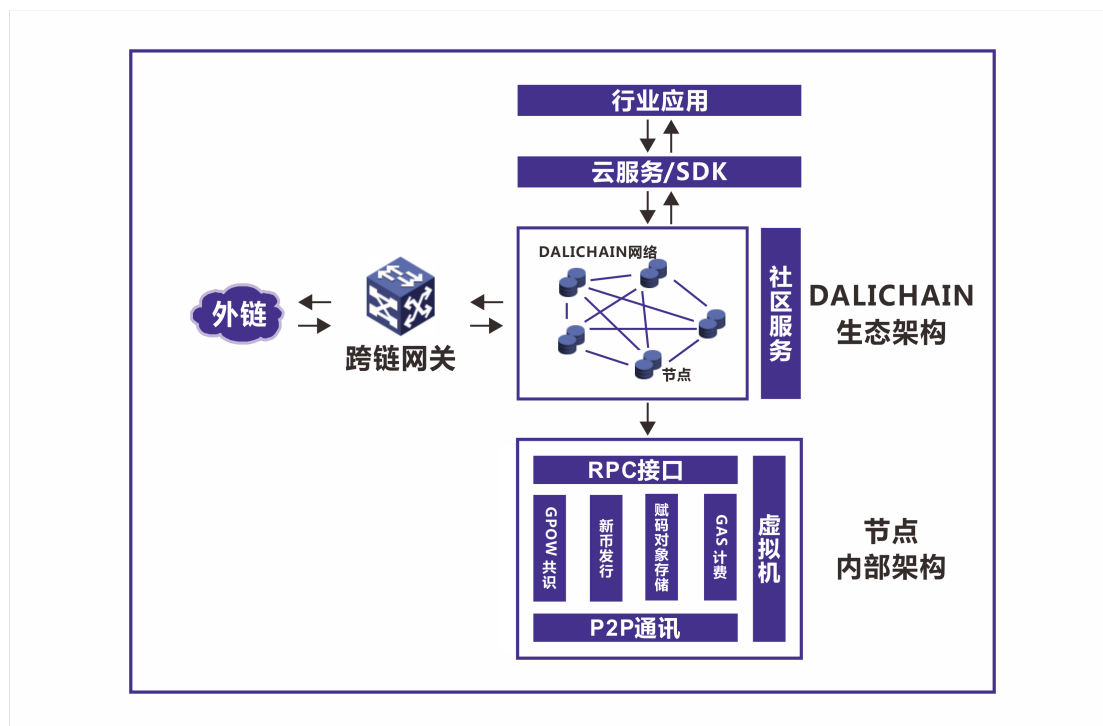 行业应用
云服务/SDK
DALICHAIN网络
节点
社区服务
DALICHAIN
生态架构
外链
跨链网关
RPC接口
GPOW 共识
新币发行
赋码对象存储
GAS 计费
虚拟机
P2P通讯
节点
内部架构